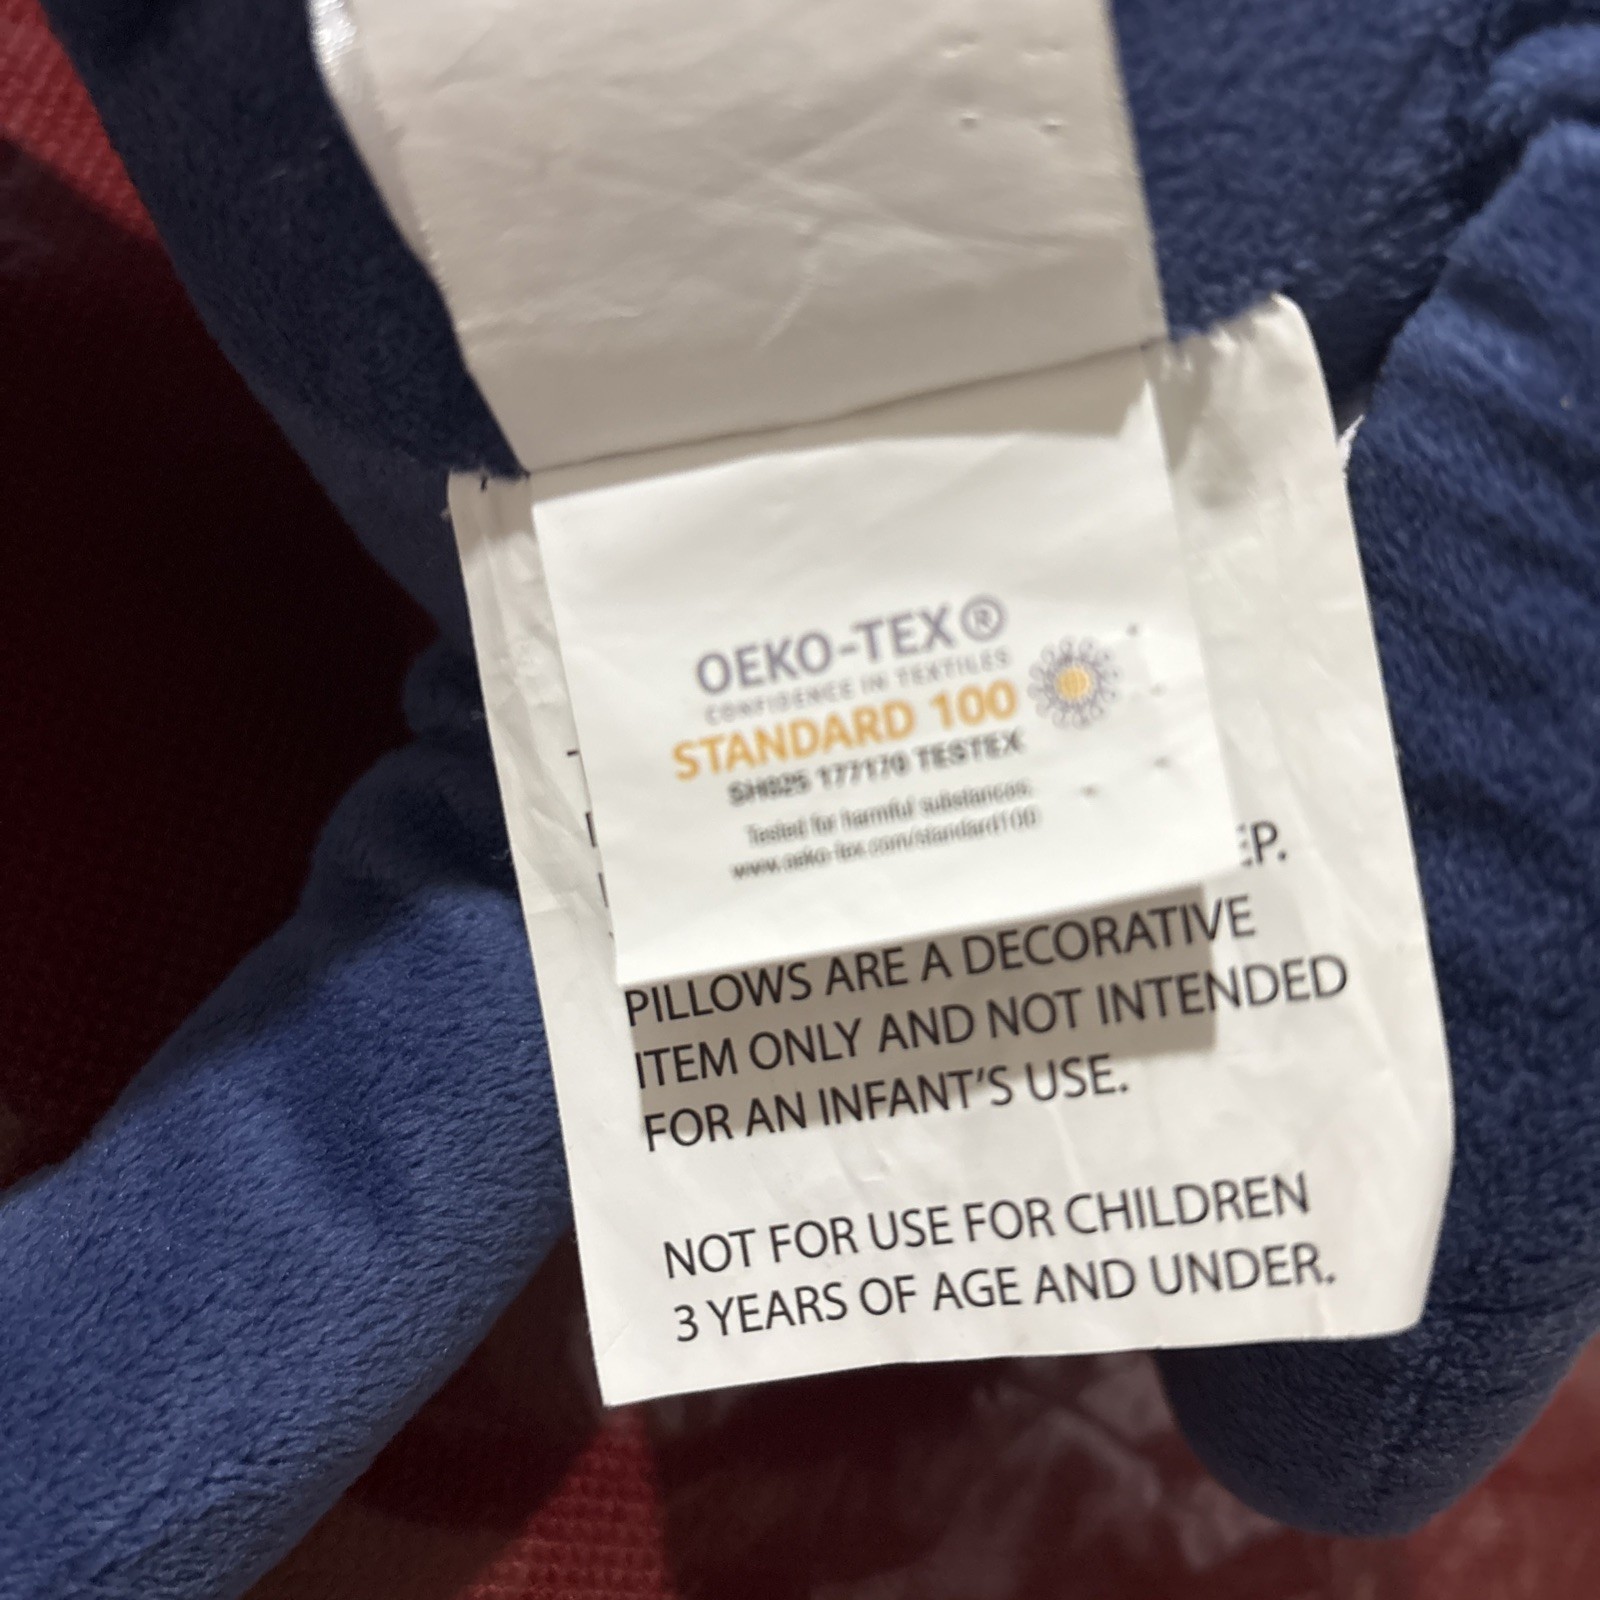 OEKO-TEX®
CONFIDENCE IN TEXTILES
STANDARD 100
SH025 177170 TESTEX
Tested for harmful substances.
www.oeko-tex.com/standard100
PILLOWS ARE A DECORATIVE
ITEM ONLY AND NOT INTENDED
FOR AN INFANT'S USE.
NOT FOR USE FOR CHILDREN
3 YEARS OF AGE AND UNDER.